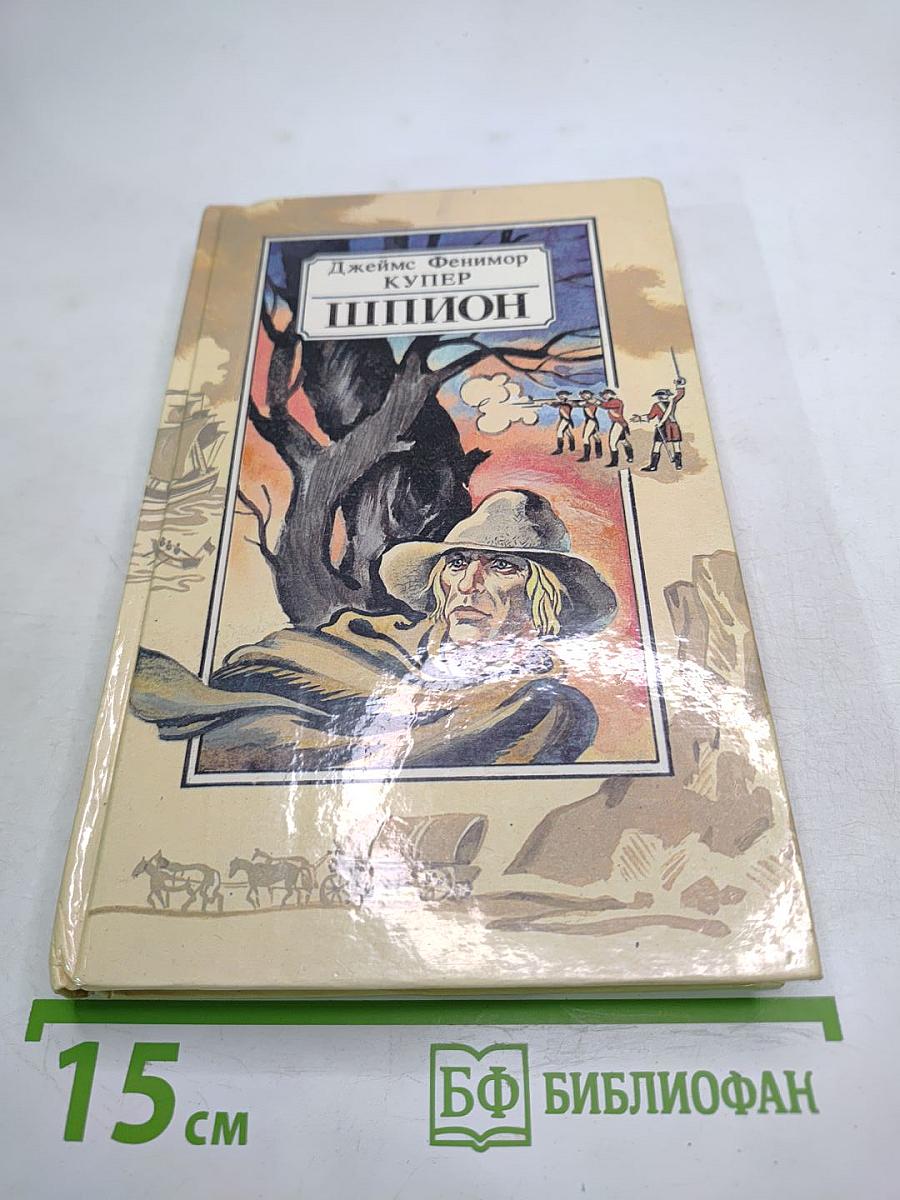 Джеймс Фенимор
КУПЕР
ШПИОН
15 см
БФ БИБЛИОФАН